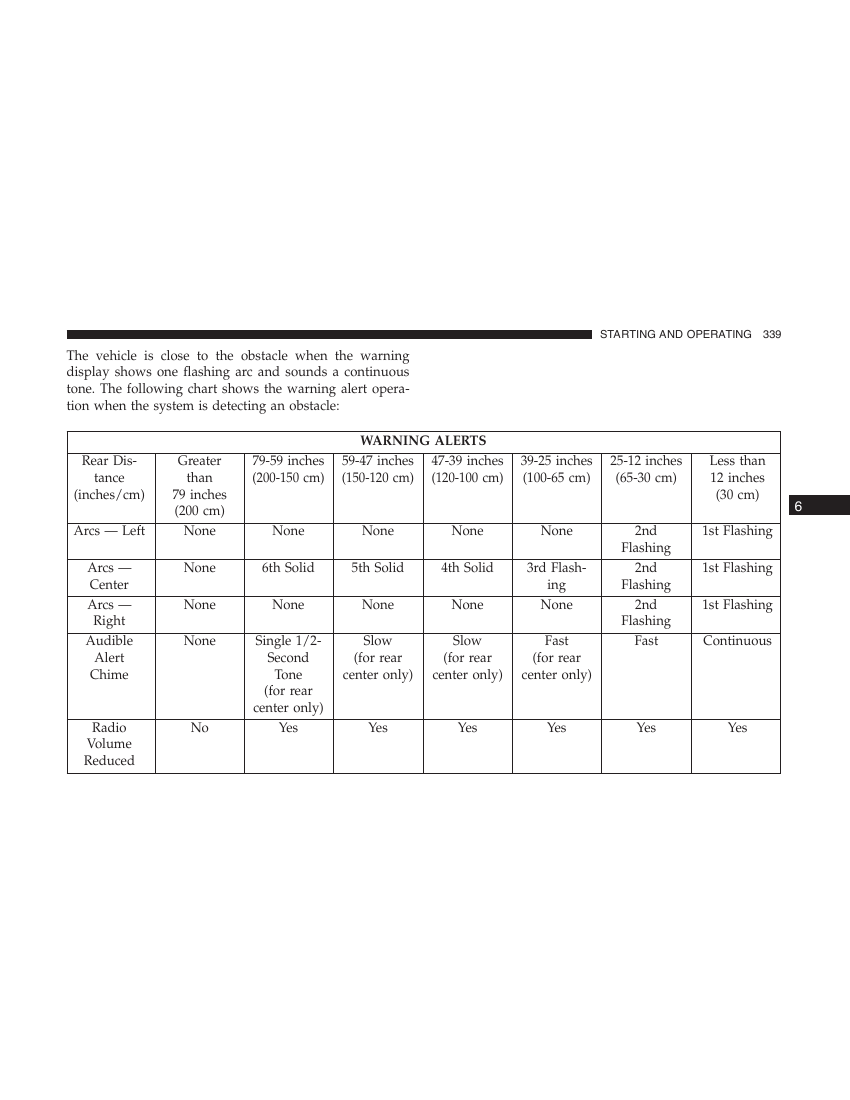 STARTING AND OPERATING 339
The vehicle is close to the obstacle when the warning
display shows one flashing arc and sounds a continuous
tone. The following chart shows the warning alert opera-
tion when the system is detecting an obstacle:
WARNING ALERTS
Rear Dis-
tance
(inches/cm)
Greater
than
79 inches
(200 cm)
79-59 inches
(200-150 cm)
59-47 inches
(150-120 cm)
47-39 inches
(120-100 cm)
39-25 inches
(100-65 cm)
25-12 inches
(65-30 cm)
Less than
12 inches
(30 cm)
6
Arcs — Left
None
None
None
None
None
2nd
Flashing
1st Flashing
Arcs —
Center
None
6th Solid
5th Solid
4th Solid
3rd Flash-
ing
2nd
Flashing
1st Flashing
Arcs —
Right
None
None
None
None
None
2nd
Flashing
1st Flashing
Audible
Alert
Chime
None
Single 1/2-
Second
Tone
(for rear
center only)
Slow
(for rear
center only)
Slow
(for rear
center only)
Fast
(for rear
center only)
Fast
Continuous
Radio
Volume
Reduced
No
Yes
Yes
Yes
Yes
Yes
Yes